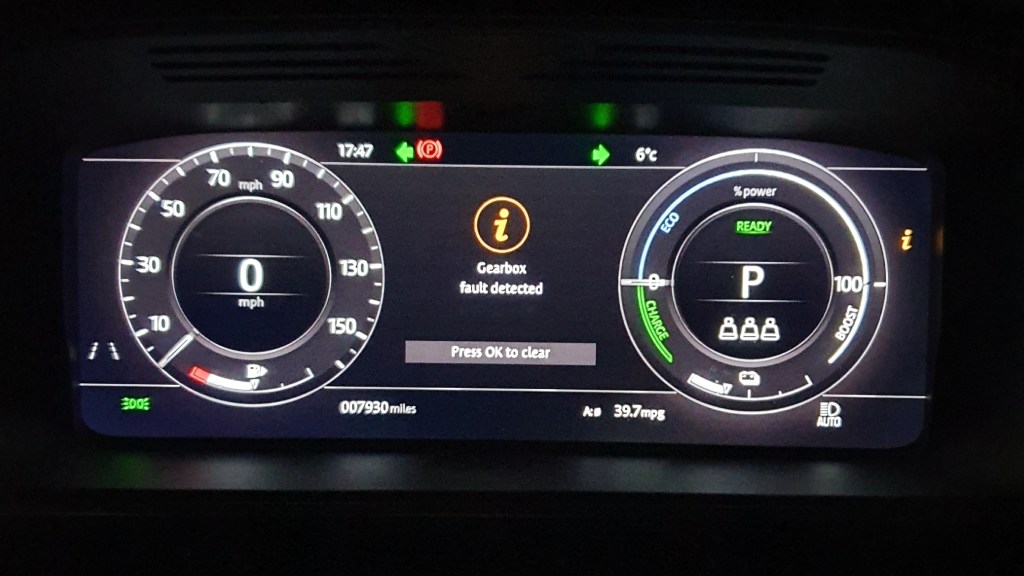 17:47
P
6°c
70 mph 90
50
110
30
130
10
150
0
mph
i
Gearbox
fault detected
Press OK to clear
%power
ECO
READY
P
0
100
CHARGE
BOOST
i
007930 miles
39.7mpg
AUTO